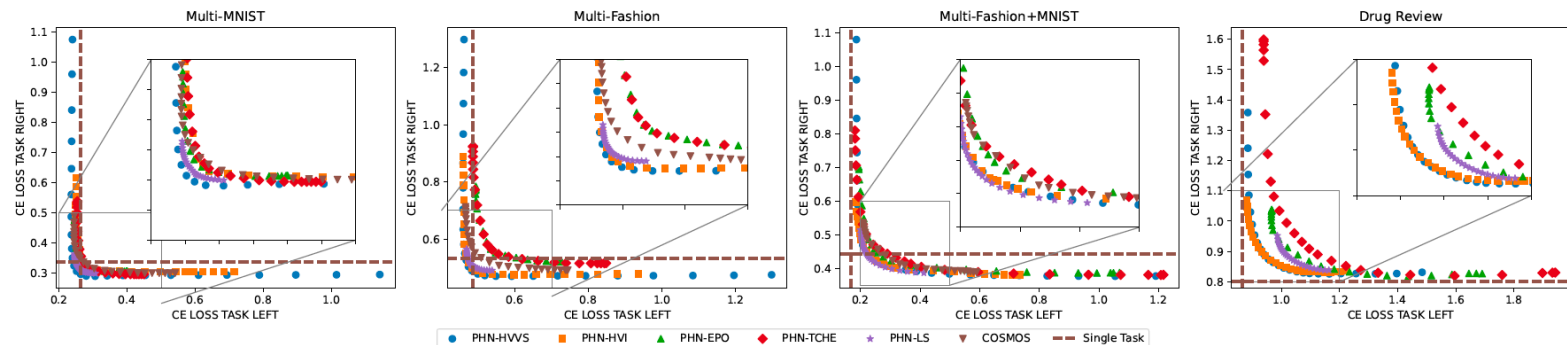 Multi-MNIST
1.1
1.0
0.9
0.8
0.7
0.6
0.5
0.4
0.3
CE LOSS TASK RIGHT
0.2 0.4 0.6 0.8 1.0
CE LOSS TASK LEFT
Multi-Fashion
1.2
1.0
0.8
0.6
CE LOSS TASK RIGHT
0.6 0.8 1.0 1.2
CE LOSS TASK LEFT
Multi-Fashion+MNIST
1.1
1.0
0.9
0.8
0.7
0.6
0.5
0.4
CE LOSS TASK RIGHT
0.2 0.4 0.6 0.8 1.0 1.2
CE LOSS TASK LEFT
Drug Review
1.6
1.5
1.4
1.3
1.2
1.1
1.0
0.9
0.8
CE LOSS TASK RIGHT
1.0 1.2 1.4 1.6 1.8
CE LOSS TASK LEFT
PHN-HVVS PHN-HVI PHN-EPO PHN-TCHE PHN-LS COSMOS Single Task